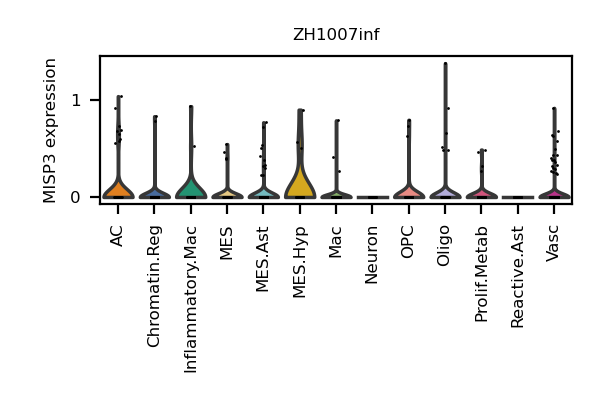 ZH1007inf
MISP3 expression
1
0
AC
Chromatin.Reg
Inflammatory.Mac
MES
MES.Ast
MES.Hyp
Mac
Neuron
OPC
Oligo
Prolif.Metab
Reactive.Ast
Vasc